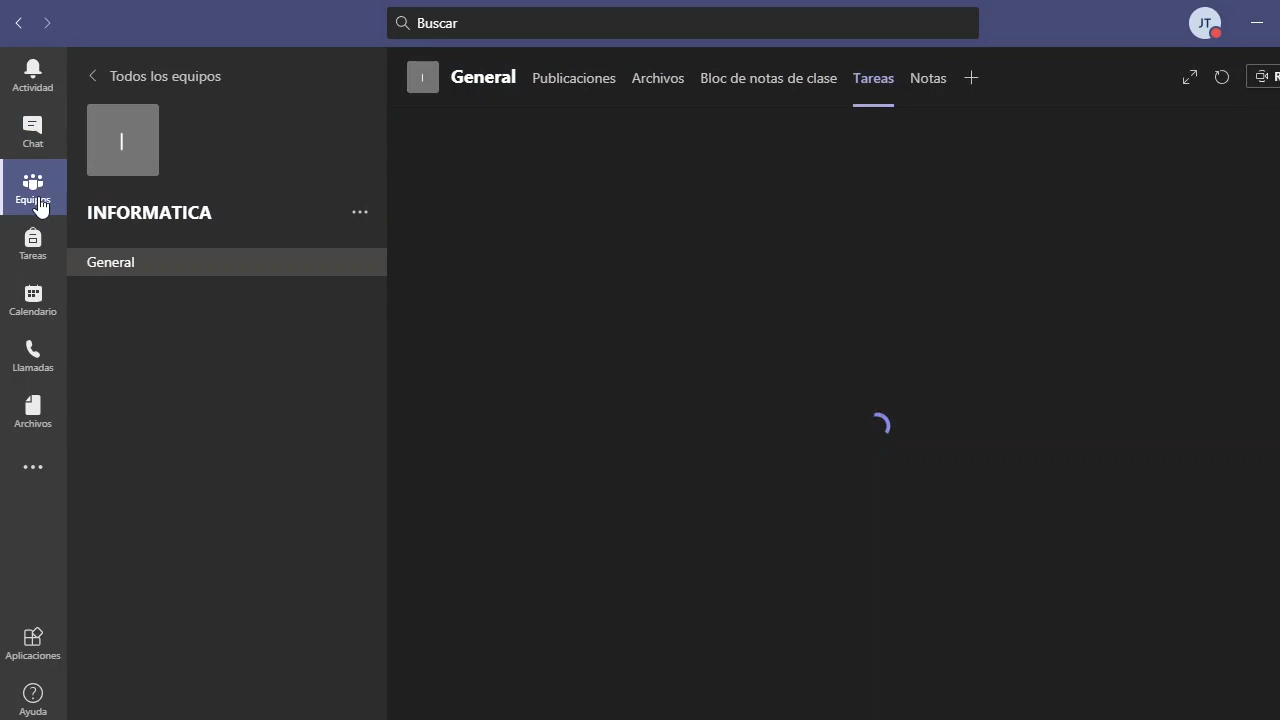 Buscar
JT
Actividad
Chat
Equipos
Tareas
Calendario
Llamadas
Archivos
Aplicaciones
Ayuda
Todos los equipos
I
INFORMATICA
General
I
General
Publicaciones
Archivos
Bloc de notas de clase
Tareas
Notas
R